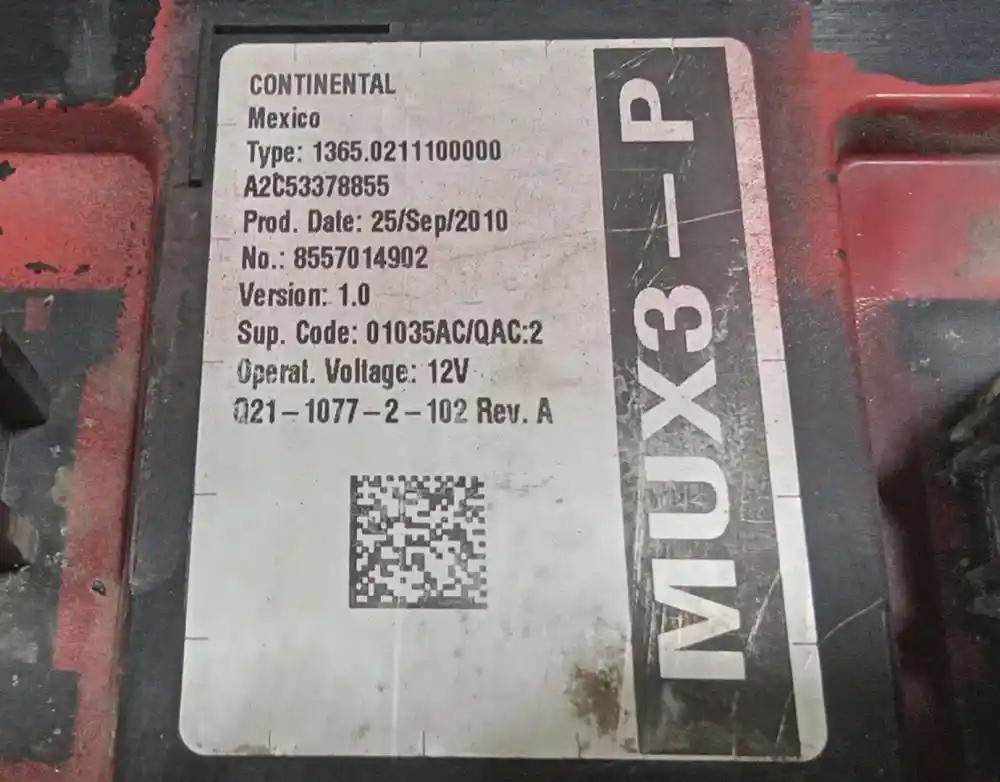 CONTINENTAL
Mexico
Type: 1365.0211100000
A2C53378855
Prod. Date: 25/Sep/2010
No.: 8557014902
Version: 1.0
Sup. Code: 01035AC/QAC:2
Operat. Voltage: 12V
Q21-1077-2-102 Rev. A
MUX3-P